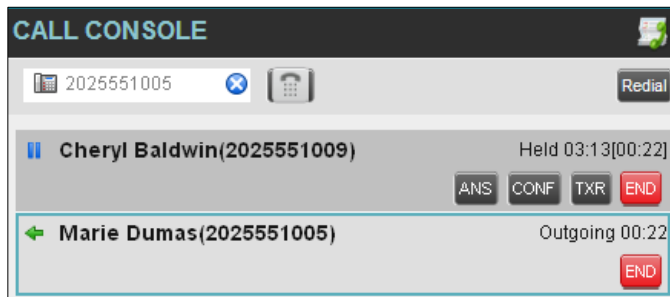 CALL CONSOLE
2025551005
Redial
Cheryl Baldwin(2025551009) Held 03:13[00:22]
ANS CONF TXR END
Marie Dumas(2025551005) Outgoing 00:22
END